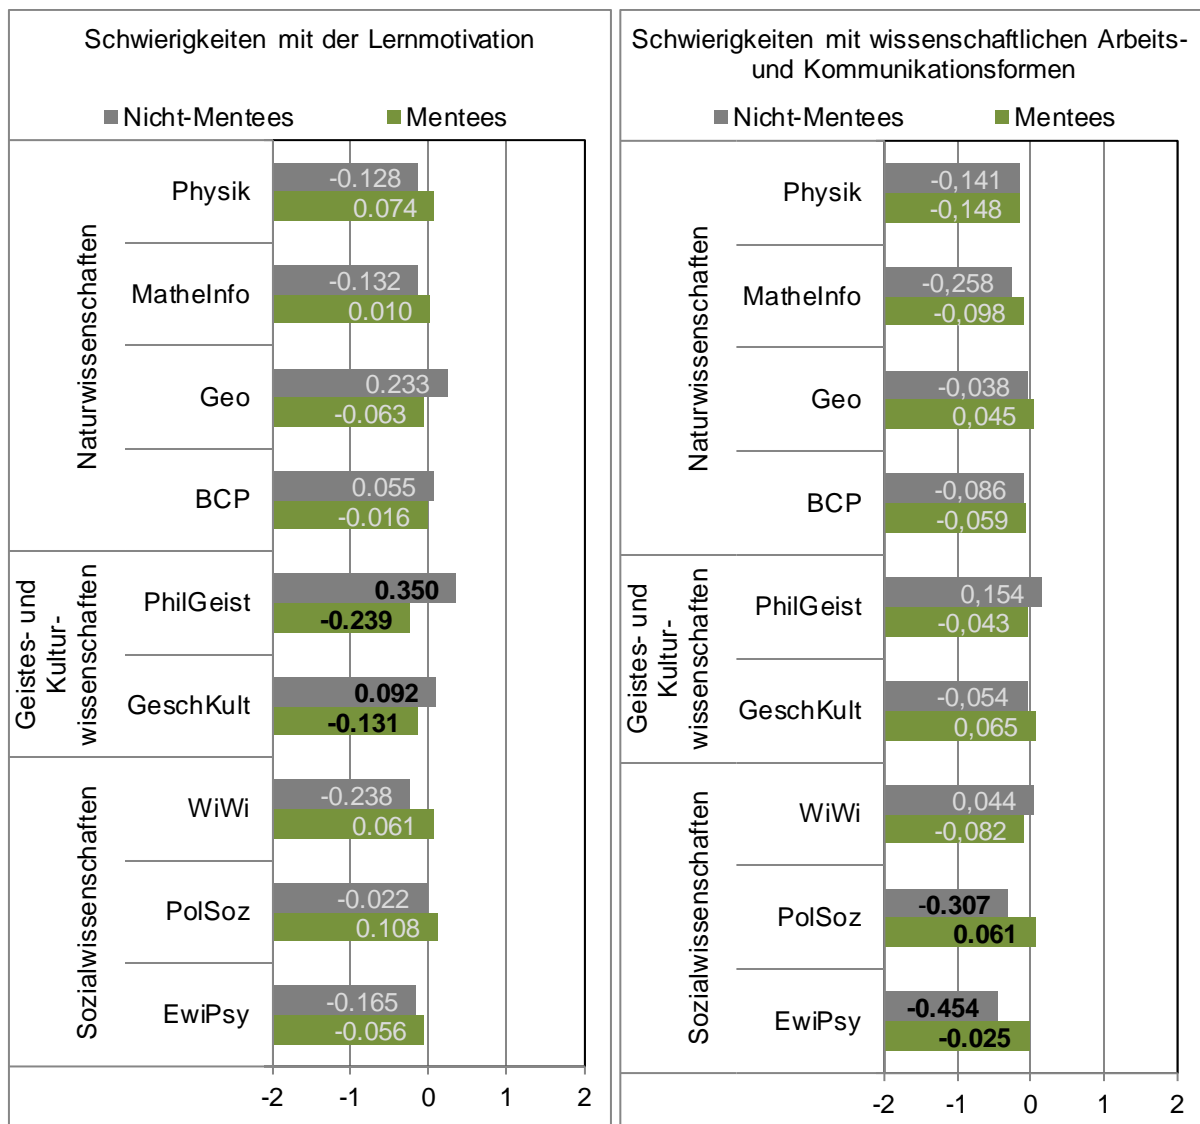 Schwierigkeiten mit der Lernmotivation
Nicht-Mentees
Mentees
Naturwissenschaften
Physik
-0.128
0.074
MatheInfo
-0.132
0.010
Geo
0.233
-0.063
BCP
0.055
-0.016
Geistes- und
Kultur-
wissenschaften
PhilGeist
0.350
-0.239
GeschKult
0.092
-0.131
Sozialwissenschaften
WiWi
-0.238
0.061
PolSoz
-0.022
0.108
EwiPsy
-0.165
-0.056
-2 -1 0 1 2
Schwierigkeiten mit wissenschaftlichen Arbeits-
und Kommunikationsformen
Nicht-Mentees
Mentees
Naturwissenschaften
Physik
-0,141
-0,148
MatheInfo
-0,258
-0,098
Geo
-0,038
0,045
BCP
-0,086
-0,059
Geistes- und
Kultur-
wissenschaften
PhilGeist
0,154
-0,043
GeschKult
-0,054
0,065
Sozialwissenschaften
WiWi
0,044
-0,082
PolSoz
-0.307
0.061
EwiPsy
-0.454
-0.025
-2 -1 0 1 2